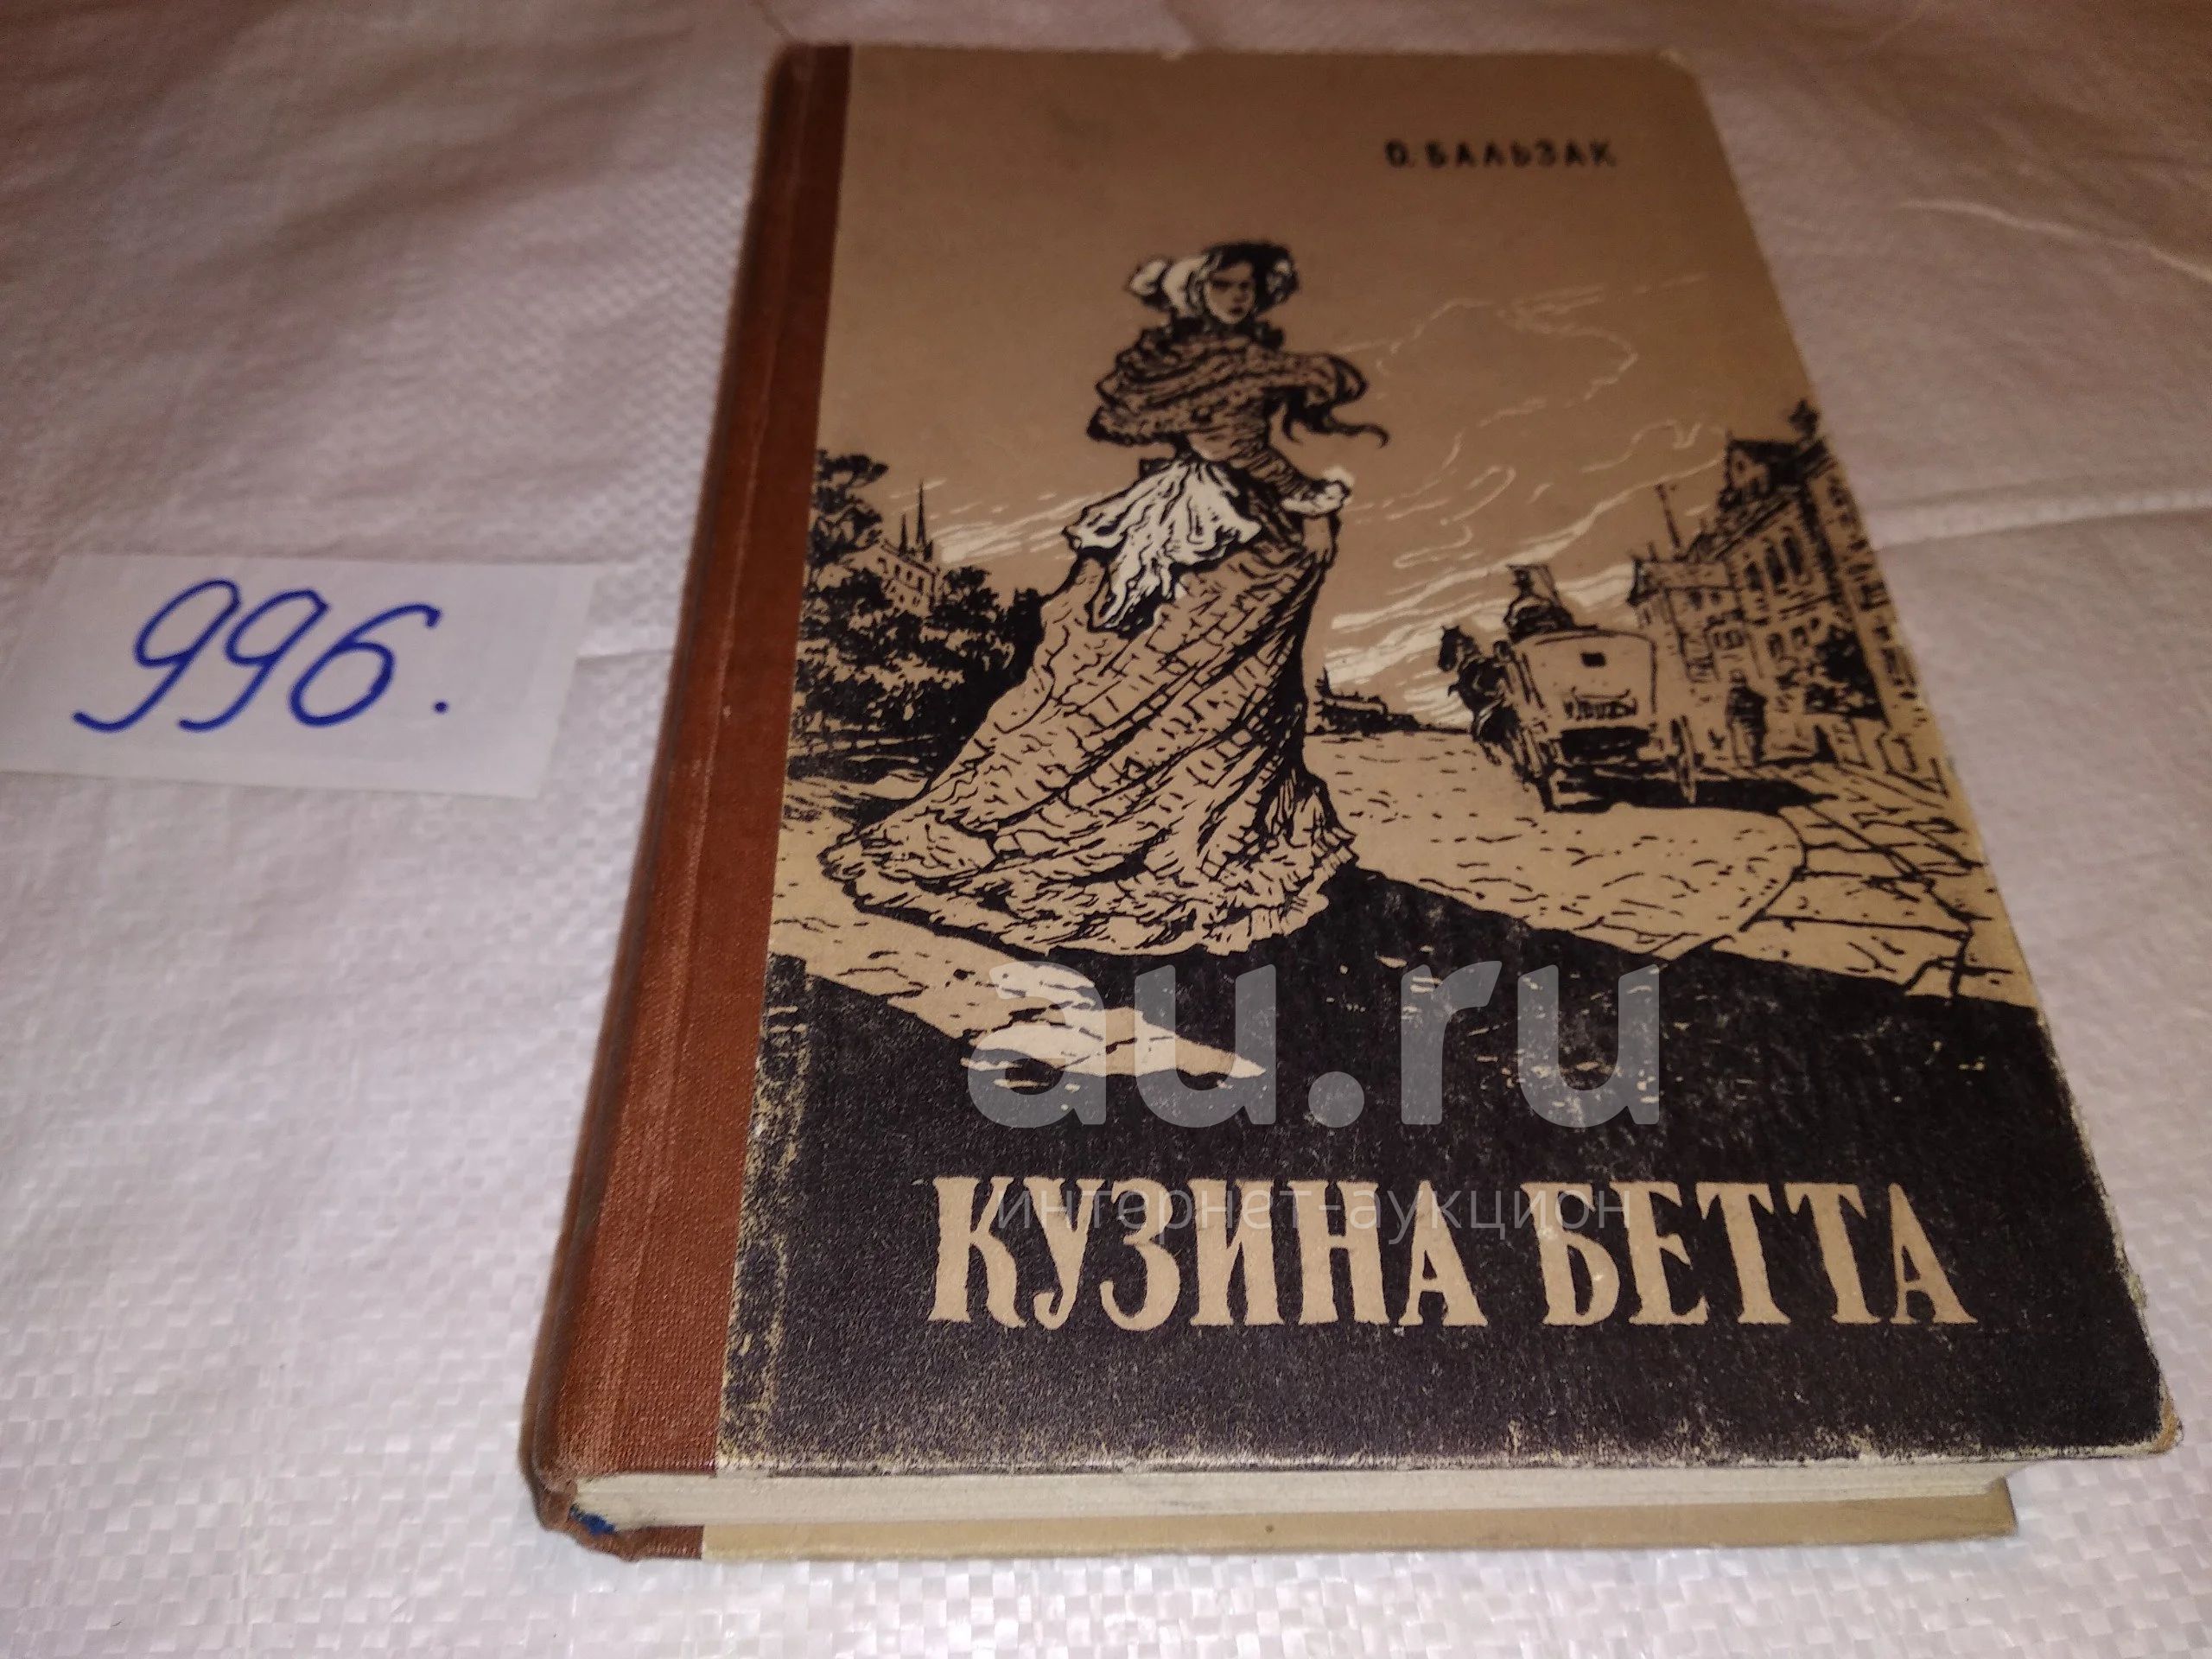 О. БАЛЬЗАК
996.
au.ru
интернет-аукцион
КУЗИНА БЕТТА